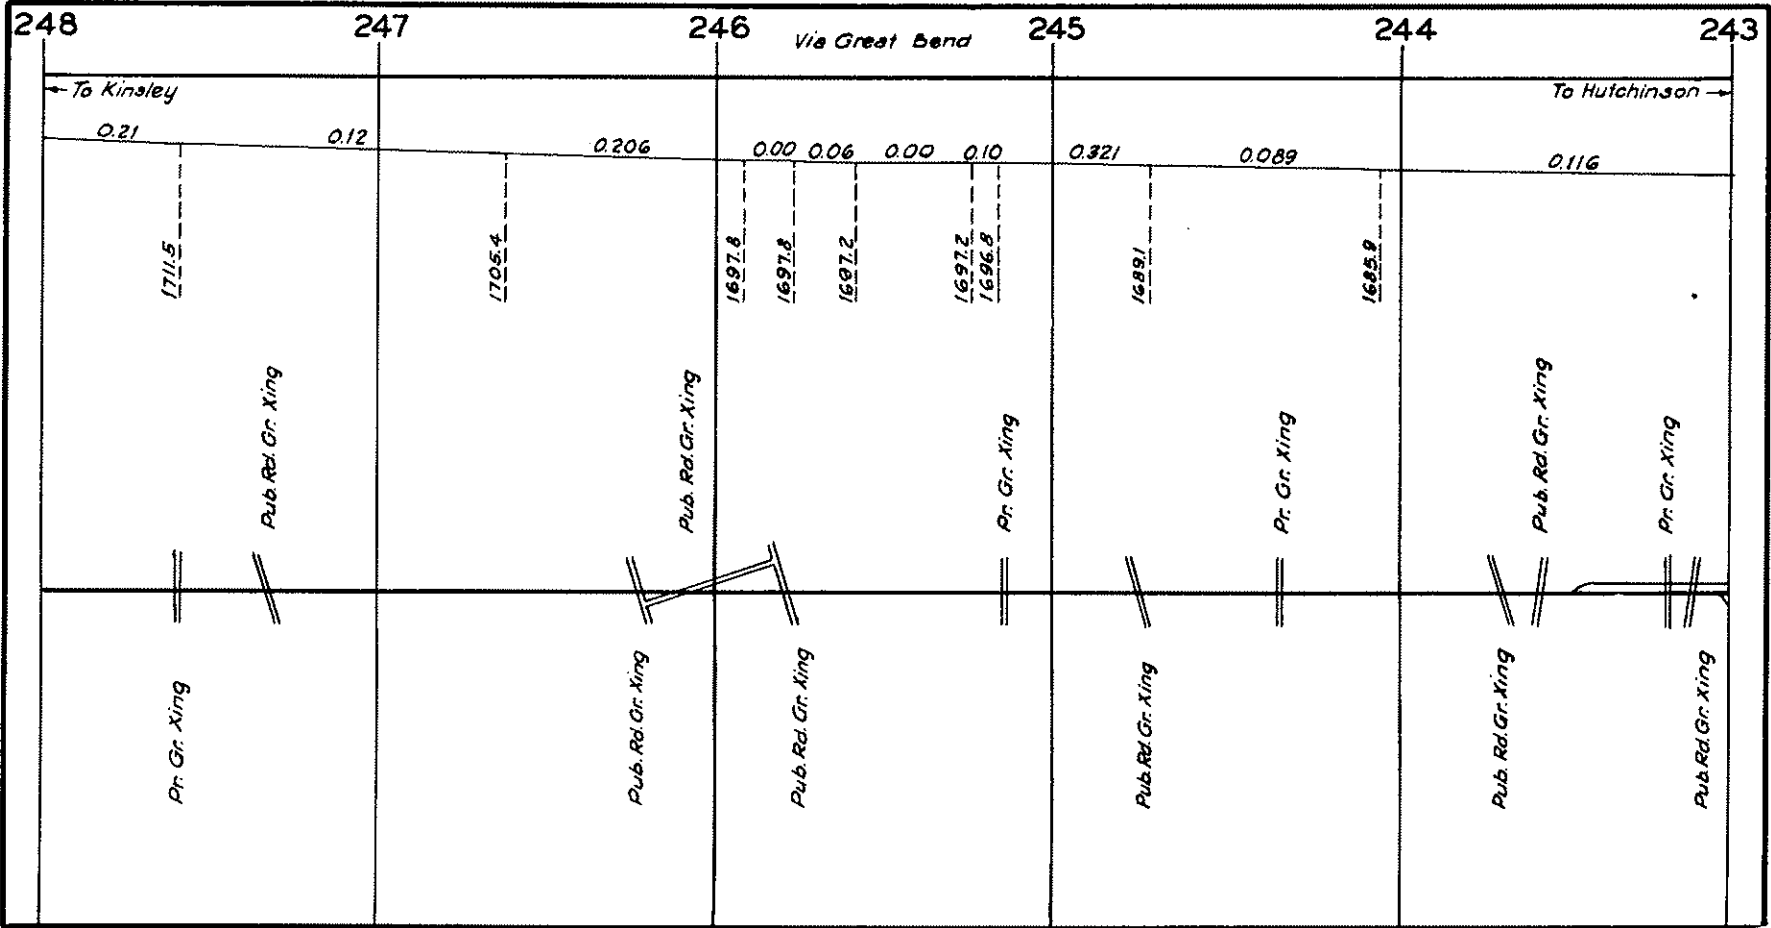 248 247 246 245 244 243
Via Great Bend
← To Kinsley
To Hutchinson →
0.21 0.12 0.206 0.00 0.06 0.00 0.10 0.321 0.089 0.116
1711.5
1705.4
1697.8
1697.8
1697.2
1697.2
1696.8
1689.1
1685.9
Pub. Rd. Gr. Xing
Pub. Rd. Gr. Xing
Pr. Gr. Xing
Pr. Gr. Xing
Pub. Rd. Gr. Xing
Pr. Gr. Xing
Pr. Gr. Xing
Pub. Rd. Gr. Xing
Pub. Rd. Gr. Xing
Pub. Rd. Gr. Xing
Pub. Rd. Gr. Xing
Pub. Rd. Gr. Xing